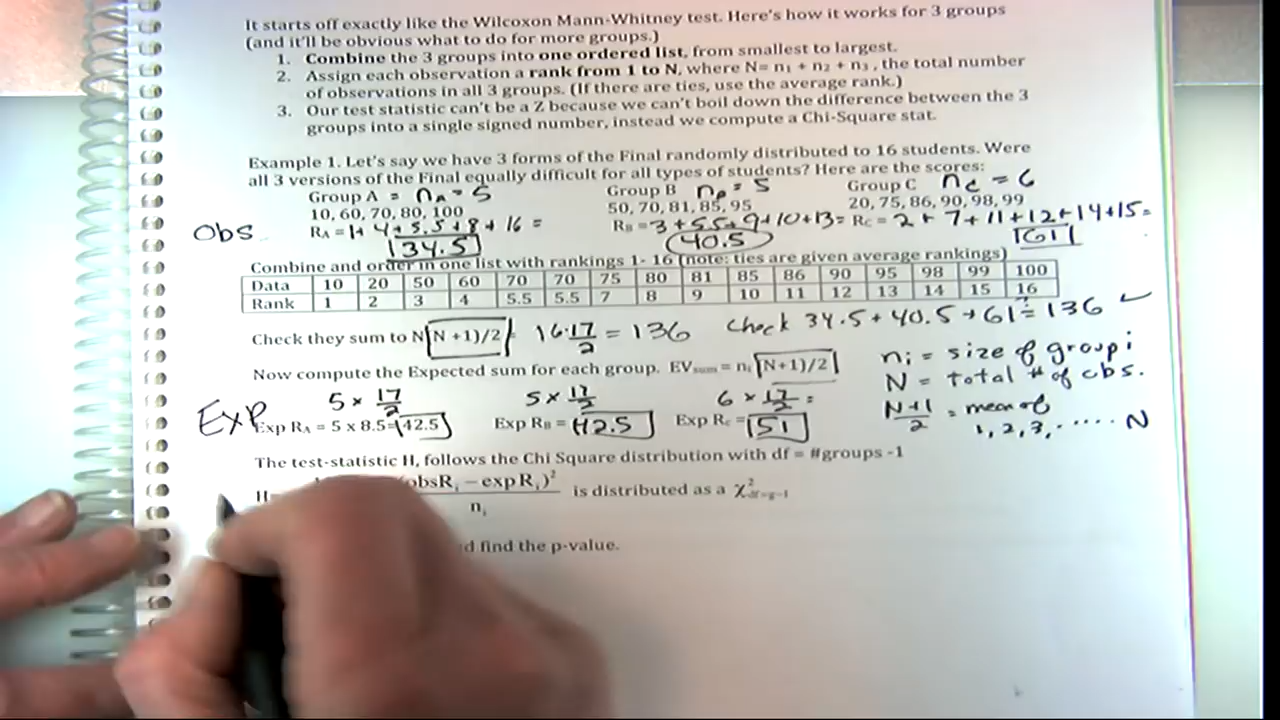 It starts off exactly like the Wilcoxon Mann-Whitney test. Here's how it works for 3 groups
(and it'll be obvious what to do for more groups.)
1. Combine the 3 groups into one ordered list, from smallest to largest.
2. Assign each observation a rank from 1 to N, where N= n₁ + n₂ + n₃ , the total number
of observations in all 3 groups. (If there are ties, use the average rank.)
3. Our test statistic can't be a Z because we can't boil down the difference between the 3
groups into a single signed number, instead we compute a Chi-Square stat.
Example 1. Let's say we have 3 forms of the Final randomly distributed to 16 students. Were
all 3 versions of the Final equally difficult for all types of students? Here are the scores:
Group A = nA = 5 Group B nB = 5 Group C nC = 6
10, 60, 70, 80, 100 50, 70, 81, 85, 95 20, 75, 86, 90, 98, 99
Obs RA = 1+ 4+5.5+8+16 = RB = 3+5.5+9+10+13= RC = 2+7+11+12+14+15=
34.5 40.5 61
Combine and order in one list with rankings 1- 16 (note: ties are given average rankings)
Data 10 20 50 60 70 70 75 80 81 85 86 90 95 98 99 100
Rank 1 2 3 4 5.5 5.5 7 8 9 10 11 12 13 14 15 16
Check they sum to N(N +1)/2 16·17/2 = 136 check 34.5+40.5+61 ?= 136 ✓
Now compute the Expected sum for each group. EVsum = nᵢ(N+1)/2
nᵢ = size of group i
N = total # of obs.
N+1/2 = mean of 1, 2, 3, ..... N
5 × 17/2 5 × 17/2 6 × 17/2 =
Exp Exp RA = 5 x 8.5= 42.5 Exp RB = 42.5 Exp RC = 51
The test-statistic H, follows the Chi Square distribution with df = #groups -1
H= (obsRᵢ − expRᵢ)²/nᵢ is distributed as a χ²df=g−1
find the p-value.